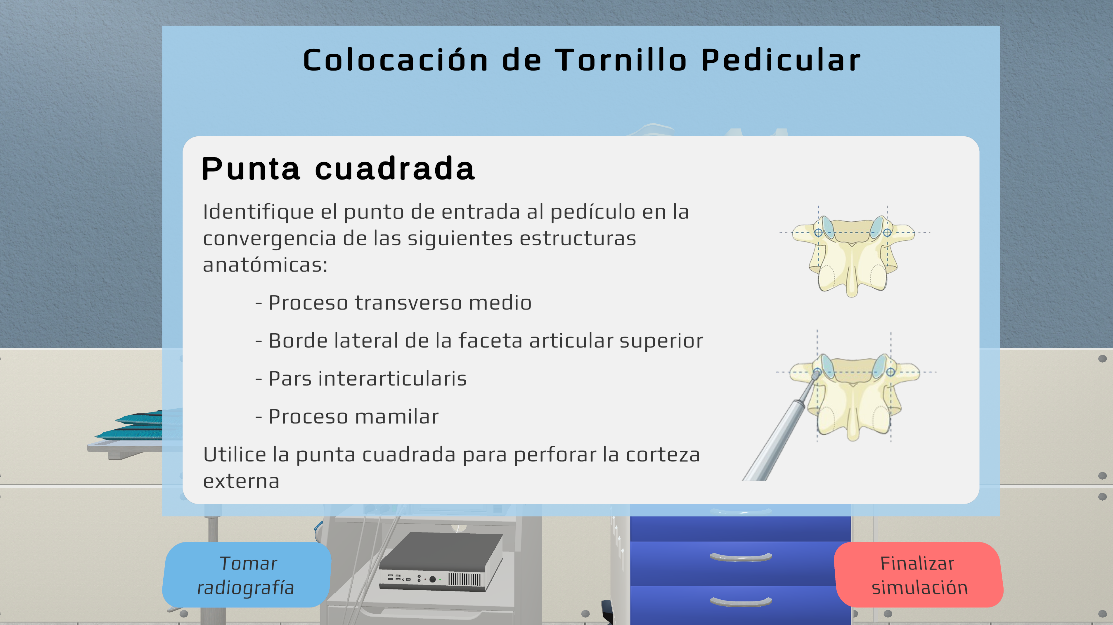 Colocación de Tornillo Pedicular
Punta cuadrada
Identifique el punto de entrada al pedículo en la
convergencia de las siguientes estructuras
anatómicas:
- Proceso transverso medio
- Borde lateral de la faceta articular superior
- Pars interarticularis
- Proceso mamilar
Utilice la punta cuadrada para perforar la corteza
externa
Tomar
radiografía
Finalizar
simulación